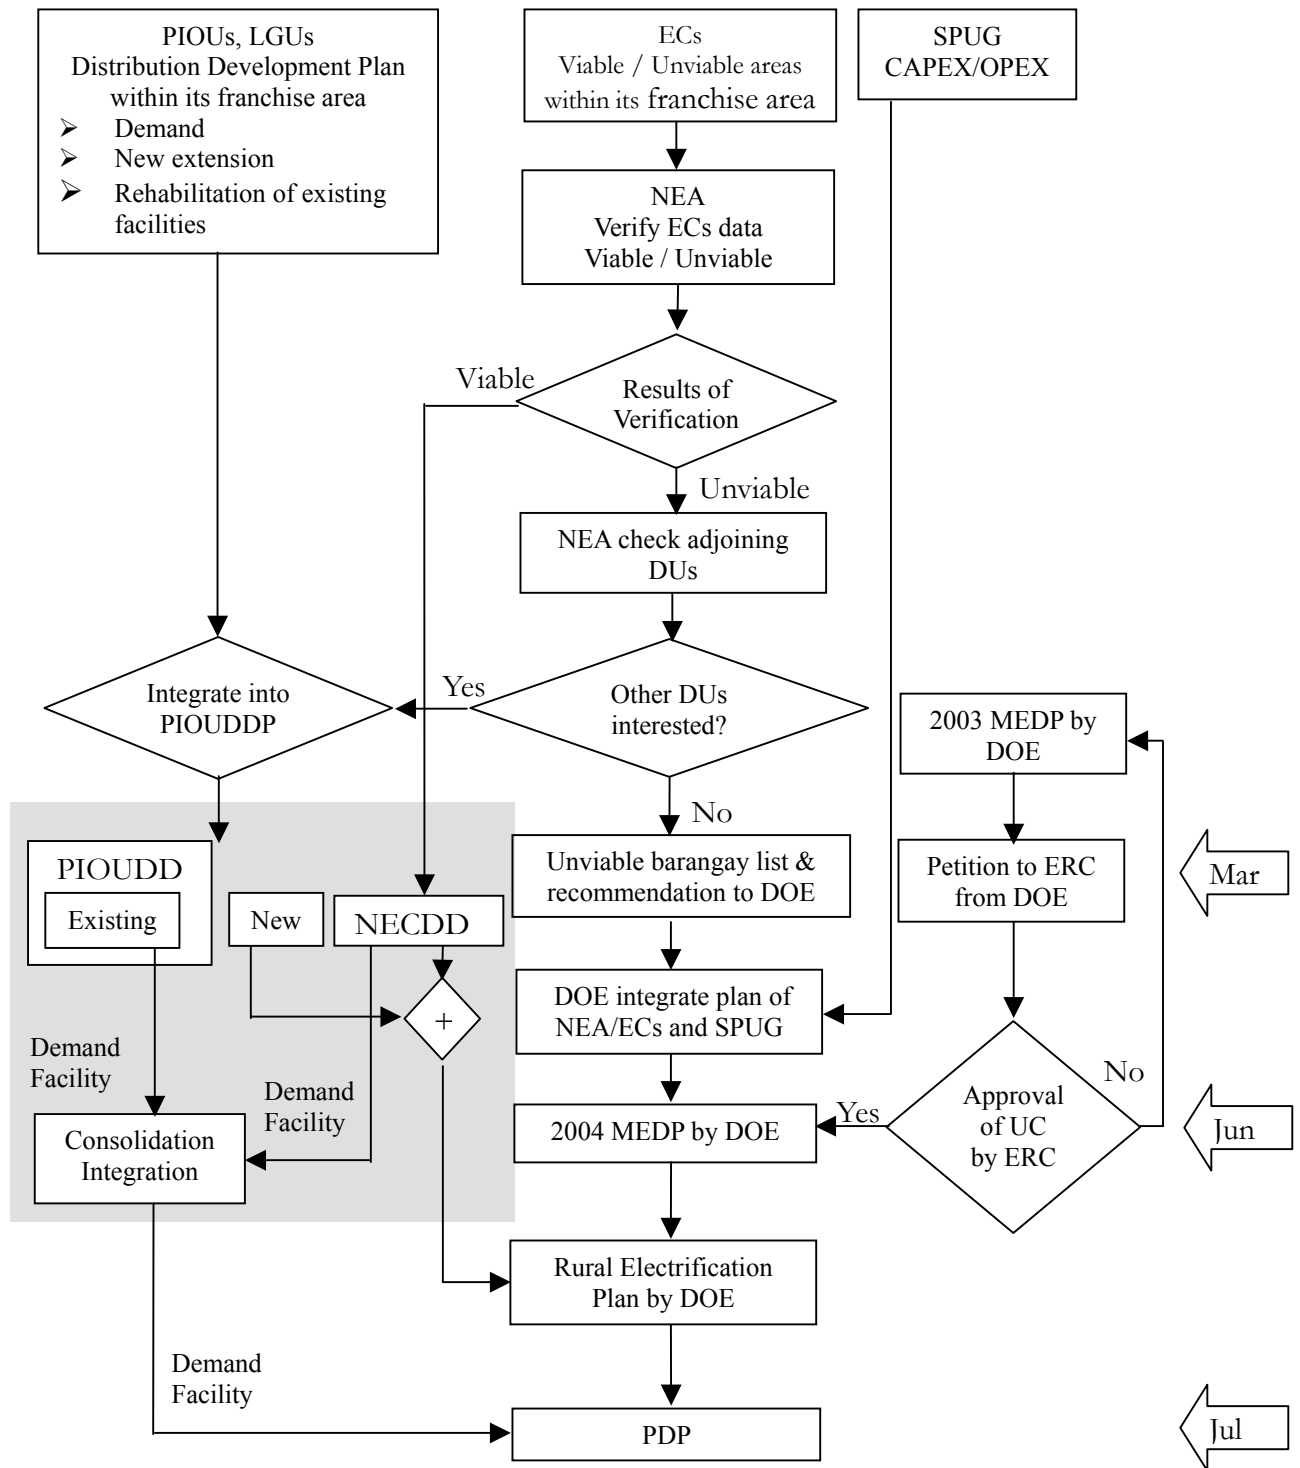 PIOUs, LGUs
Distribution Development Plan
within its franchise area
➢ Demand
➢ New extension
➢ Rehabilitation of existing
facilities
ECs
Viable / Unviable areas
within its franchise area
SPUG
CAPEX/OPEX
NEA
Verify ECs data
Viable / Unviable
Viable
Results of
Verification
Unviable
NEA check adjoining
DUs
Integrate into
PIOUDDP
Yes
Other DUs
interested?
2003 MEDP by
DOE
No
PIOUDD
Existing
New
NECDD
Unviable barangay list &
recommendation to DOE
Petition to ERC
from DOE
Mar
+
DOE integrate plan of
NEA/ECs and SPUG
Demand
Facility
Demand
Facility
Consolidation
Integration
2004 MEDP by DOE
Yes
Approval
of UC
by ERC
No
Jun
Rural Electrification
Plan by DOE
Demand
Facility
PDP
Jul